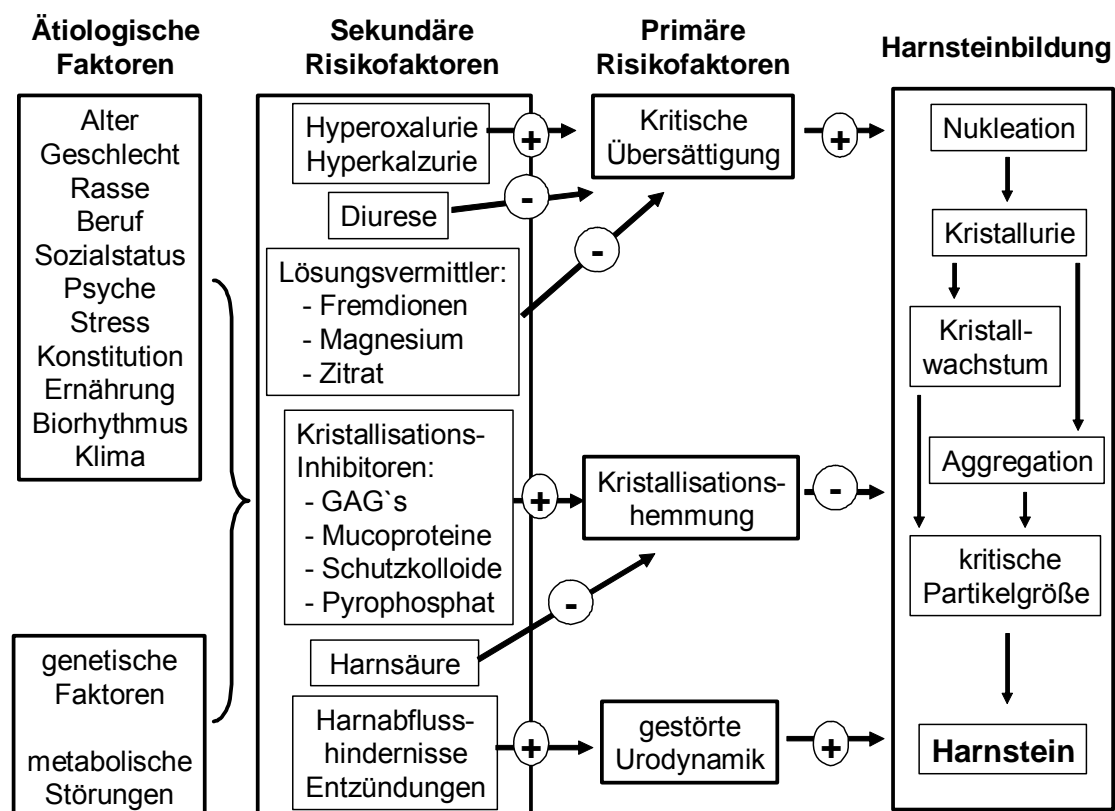 Ätiologische
Faktoren
Alter
Geschlecht
Rasse
Beruf
Sozialstatus
Psyche
Stress
Konstitution
Ernährung
Biorhythmus
Klima
genetische
Faktoren
metabolische
Störungen
Sekundäre
Risikofaktoren
Hyperoxalurie
Hyperkalzurie
+
Diurese
-
Lösungsvermittler:
- Fremdionen
- Magnesium
- Zitrat
-
Kristallisations-
Inhibitoren:
- GAG`s
- Mucoproteine
- Schutzkolloide
- Pyrophosphat
+
Harnsäure
-
Harnabfluss-
hindernisse
Entzündungen
+
Primäre
Risikofaktoren
Kritische
Übersättigung
+
Kristallisations-
hemmung
-
gestörte
Urodynamik
+
Harnsteinbildung
Nukleation
Kristallurie
Kristall-
wachstum
Aggregation
kritische
Partikelgröße
Harnstein